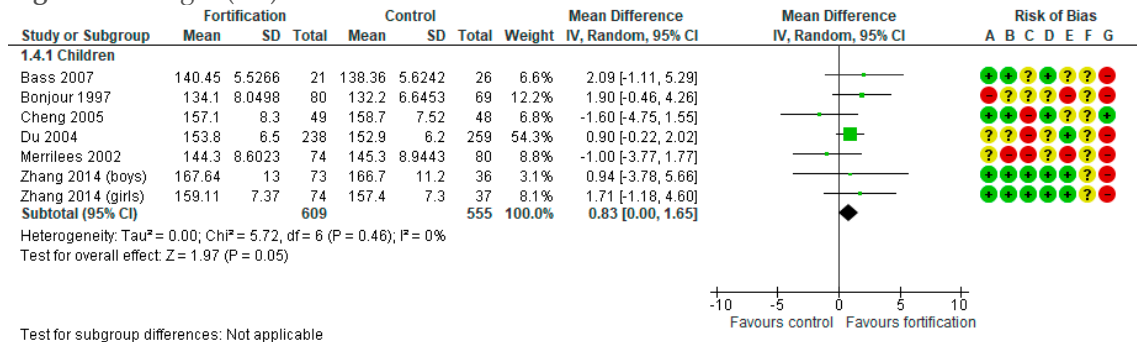 Fortification Control Mean Difference Mean Difference Risk of Bias
Study or Subgroup Mean SD Total Mean SD Total Weight IV, Random, 95% CI IV, Random, 95% CI A B C D E F G
1.4.1 Children
Bass 2007 140.45 5.5266 21 138.36 5.6242 26 6.6% 2.09 [-1.11, 5.29] + + ? + ? ? -
Bonjour 1997 134.1 8.0498 80 132.2 6.6453 69 12.2% 1.90 [-0.46, 4.26] - ? ? ? - ? -
Cheng 2005 157.1 8.3 49 158.7 7.52 48 6.8% -1.60 [-4.75, 1.55] + + - + ? ? +
Du 2004 153.8 6.5 238 152.9 6.2 259 54.3% 0.90 [-0.22, 2.02] ? ? - + + ? -
Merrilees 2002 144.3 8.6023 74 145.3 8.9443 80 8.8% -1.00 [-3.77, 1.77] ? - - ? - ? -
Zhang 2014 (boys) 167.64 13 73 166.7 11.2 36 3.1% 0.94 [-3.78, 5.66] + + + + + ? -
Zhang 2014 (girls) 159.11 7.37 74 157.4 7.3 37 8.1% 1.71 [-1.18, 4.60] + + + + + ? -
Subtotal (95% CI) 609 555 100.0% 0.83 [0.00, 1.65]
Heterogeneity: Tau² = 0.00; Chi² = 5.72, df = 6 (P = 0.46); I² = 0%
Test for overall effect: Z = 1.97 (P = 0.05)
-10 -5 0 5 10
Favours control Favours fortification
Test for subgroup differences: Not applicable